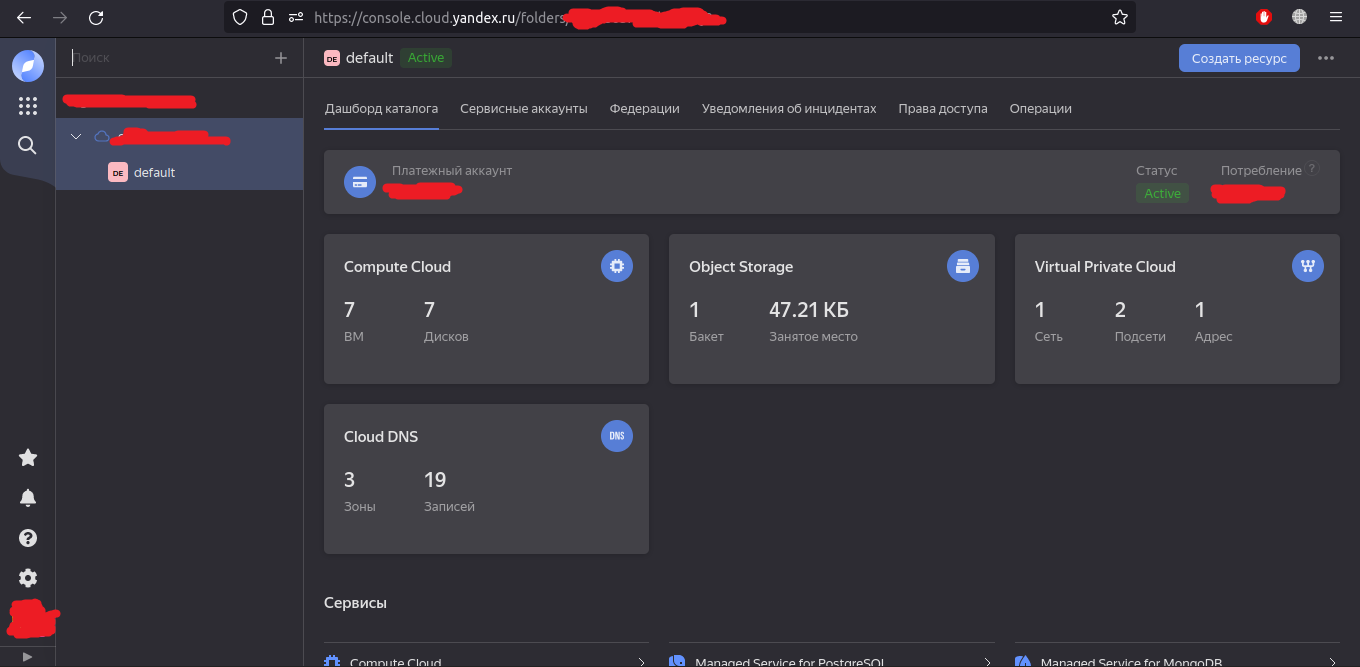 https://console.cloud.yandex.ru/folders/
Поиск
DE default Active
Создать ресурс
Дашборд каталога Сервисные аккаунты Федерации Уведомления об инцидентах Права доступа Операции
DE default
Платежный аккаунт
Статус
Active
Потребление ?
Compute Cloud
7 7
ВМ Дисков
Object Storage
1 47.21 КБ
Бакет Занятое место
Virtual Private Cloud
1 2 1
Сеть Подсети Адрес
Cloud DNS
DNS
3 19
Зоны Записей
Сервисы
Compute Cloud
Managed Service for PostgreSQL
Managed Service for MongoDB